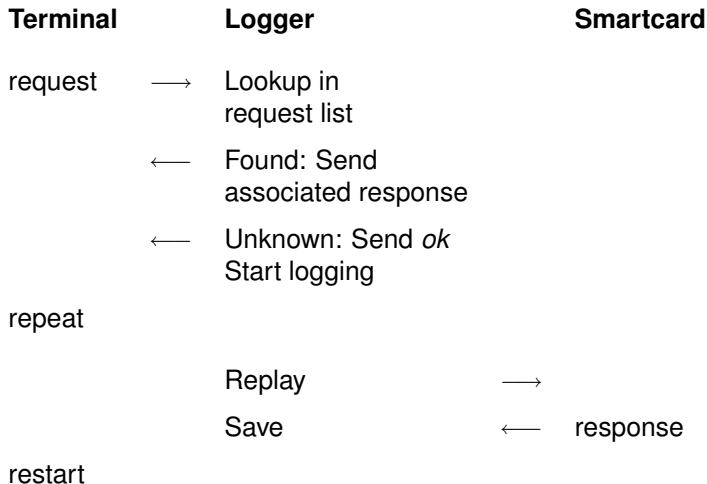 Terminal Logger Smartcard
request ⟶ Lookup in
request list
⟵ Found: Send
associated response
⟵ Unknown: Send ok
Start logging
repeat
Replay ⟶
Save ⟵ response
restart